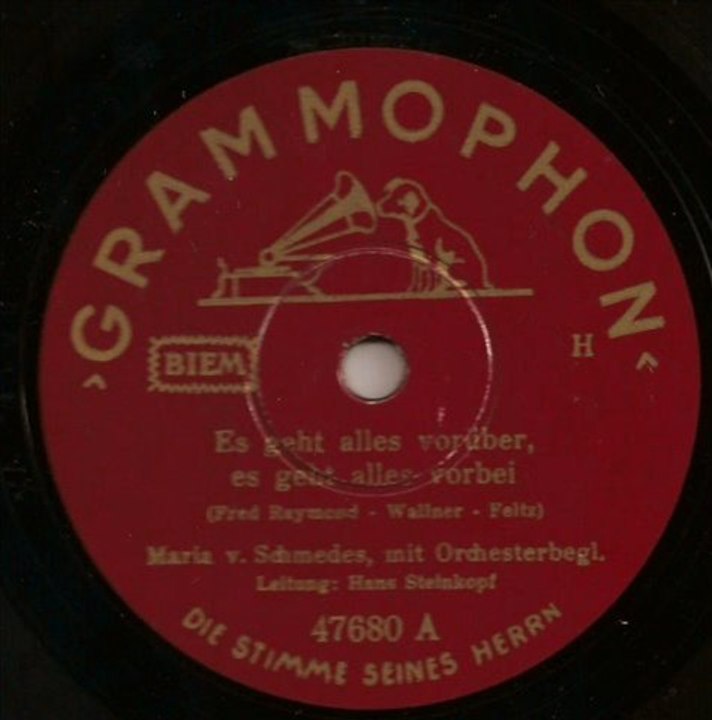 › GRAMMOPHON ‹
BIEM
H
Es geht alles vorüber,
es geht alles vorbei
(Fred Raymond - Wallner - Feltz)
Maria v. Schmedes, mit Orchesterbegl.
Leitung: Hans Steinkopf
47680 A
DIE STIMME SEINES HERRN